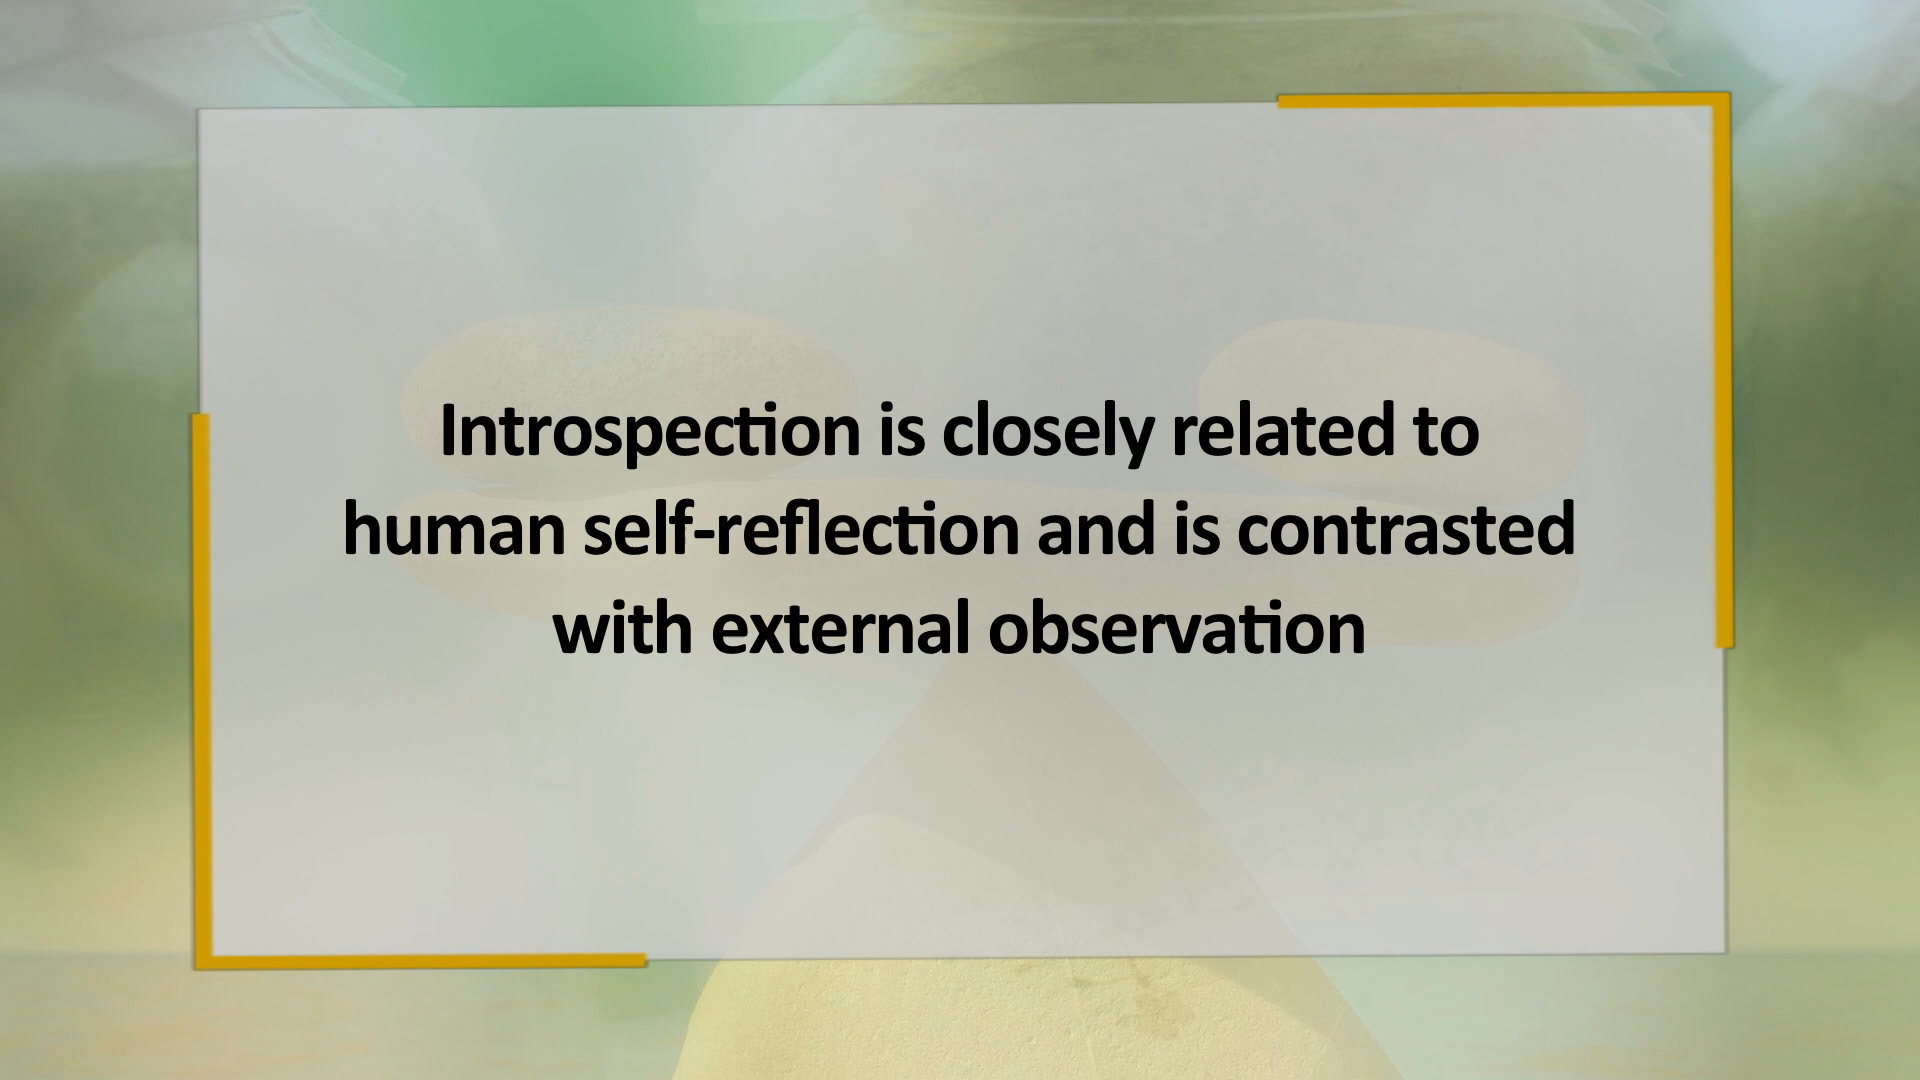 Introspection is closely related to
human self-reflection and is contrasted
with external observation